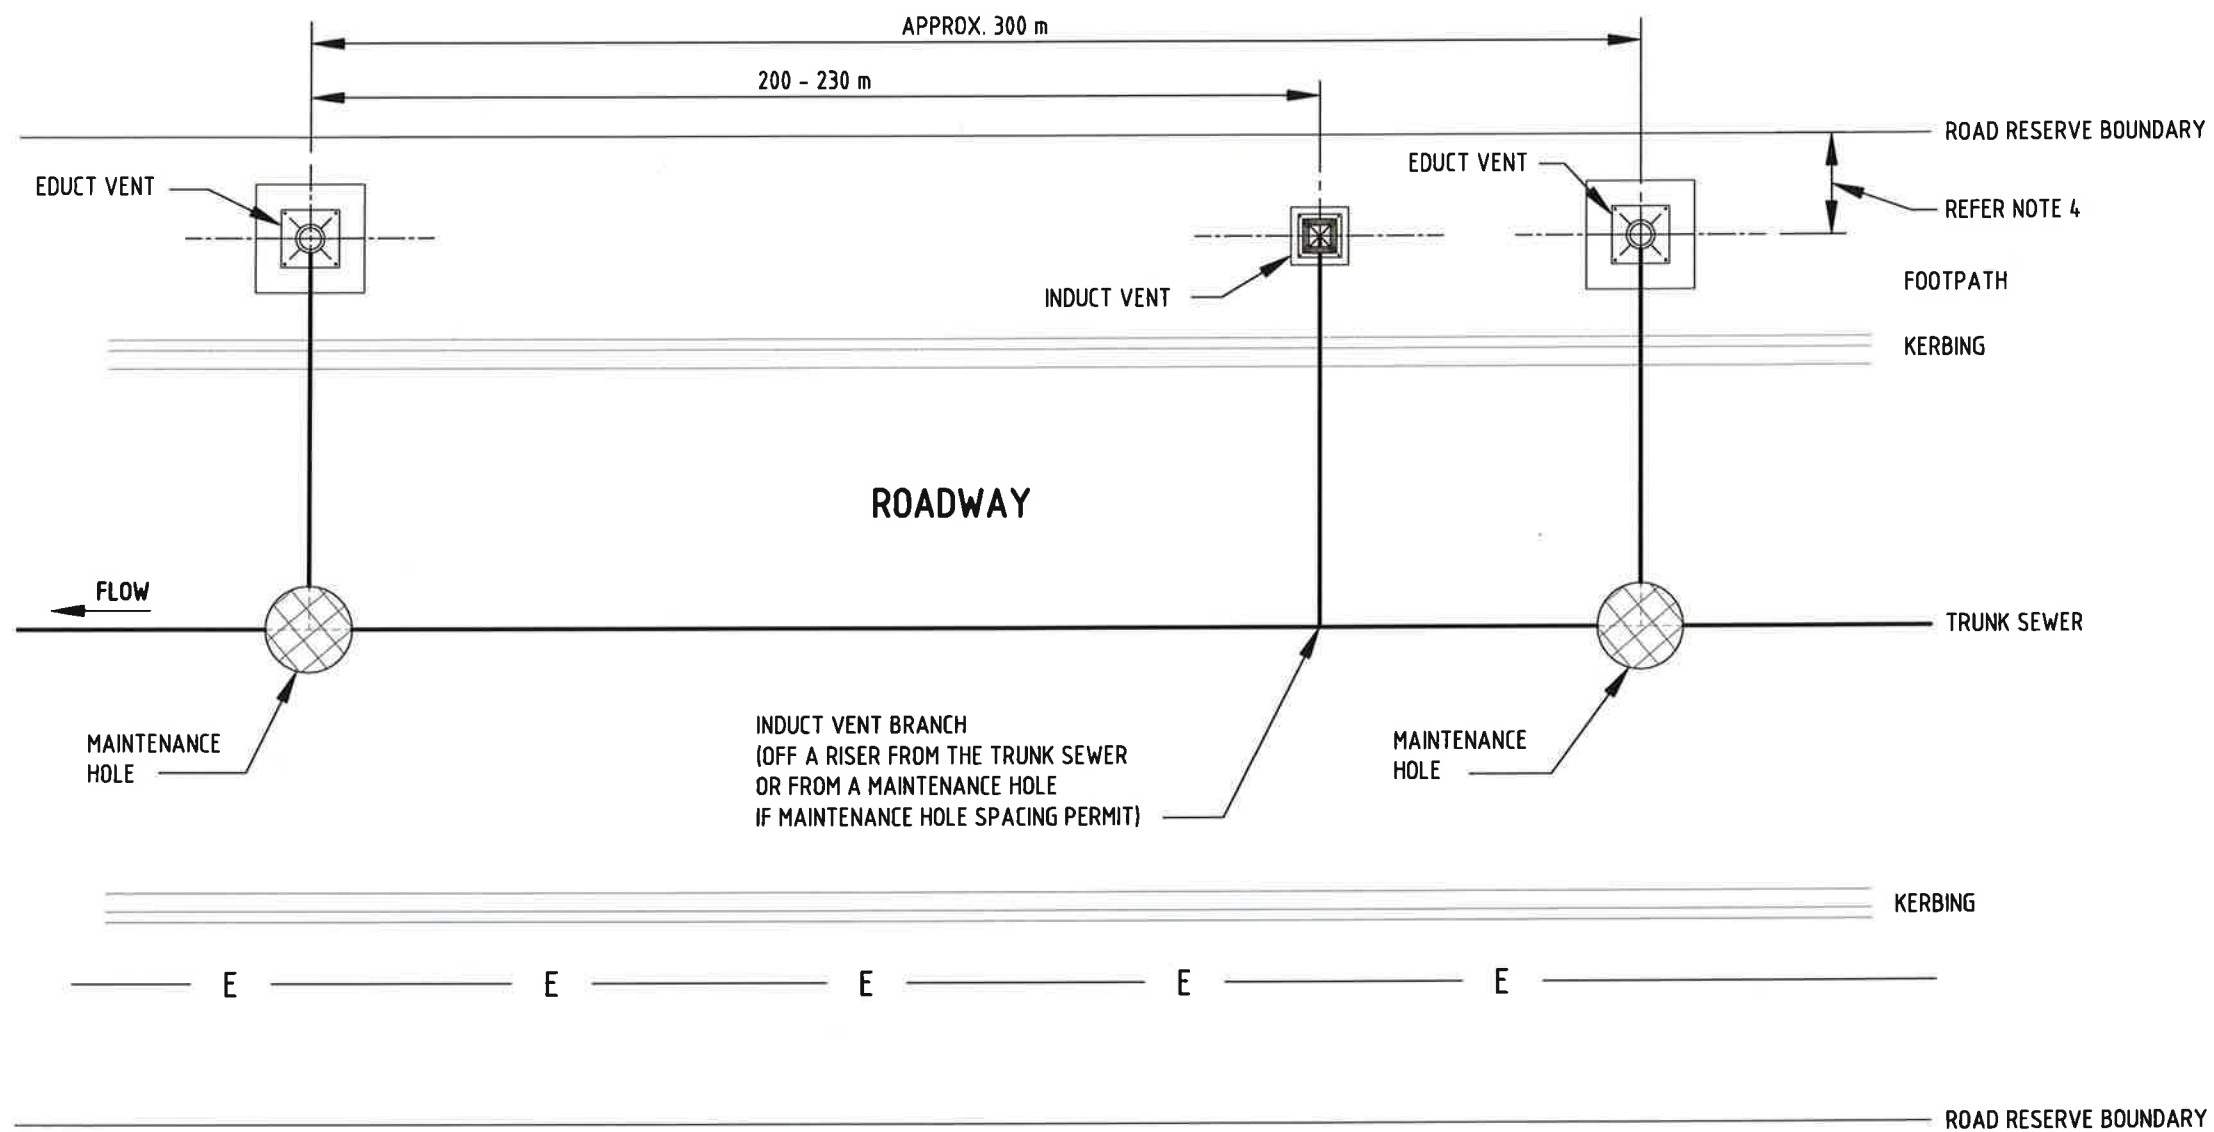 APPROX. 300 m
200 - 230 m
ROAD RESERVE BOUNDARY
EDUCT VENT
EDUCT VENT
REFER NOTE 4
INDUCT VENT
FOOTPATH
KERBING
ROADWAY
FLOW
TRUNK SEWER
MAINTENANCE
HOLE
INDUCT VENT BRANCH
(OFF A RISER FROM THE TRUNK SEWER
OR FROM A MAINTENANCE HOLE
IF MAINTENANCE HOLE SPACING PERMIT)
MAINTENANCE
HOLE
KERBING
E E E E E
ROAD RESERVE BOUNDARY